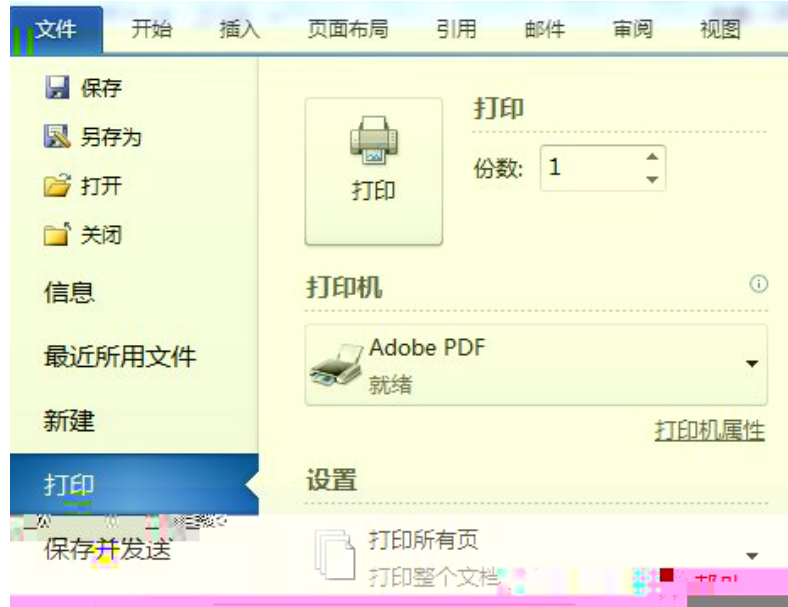 文件 开始 插入 页面布局 引用 邮件 审阅 视图
保存
另存为
打开
关闭
信息
最近所用文件
新建
打印
保存并发送
打印
打印
份数: 1
打印机
Adobe PDF
就绪
打印机属性
设置
打印所有页
打印整个文档